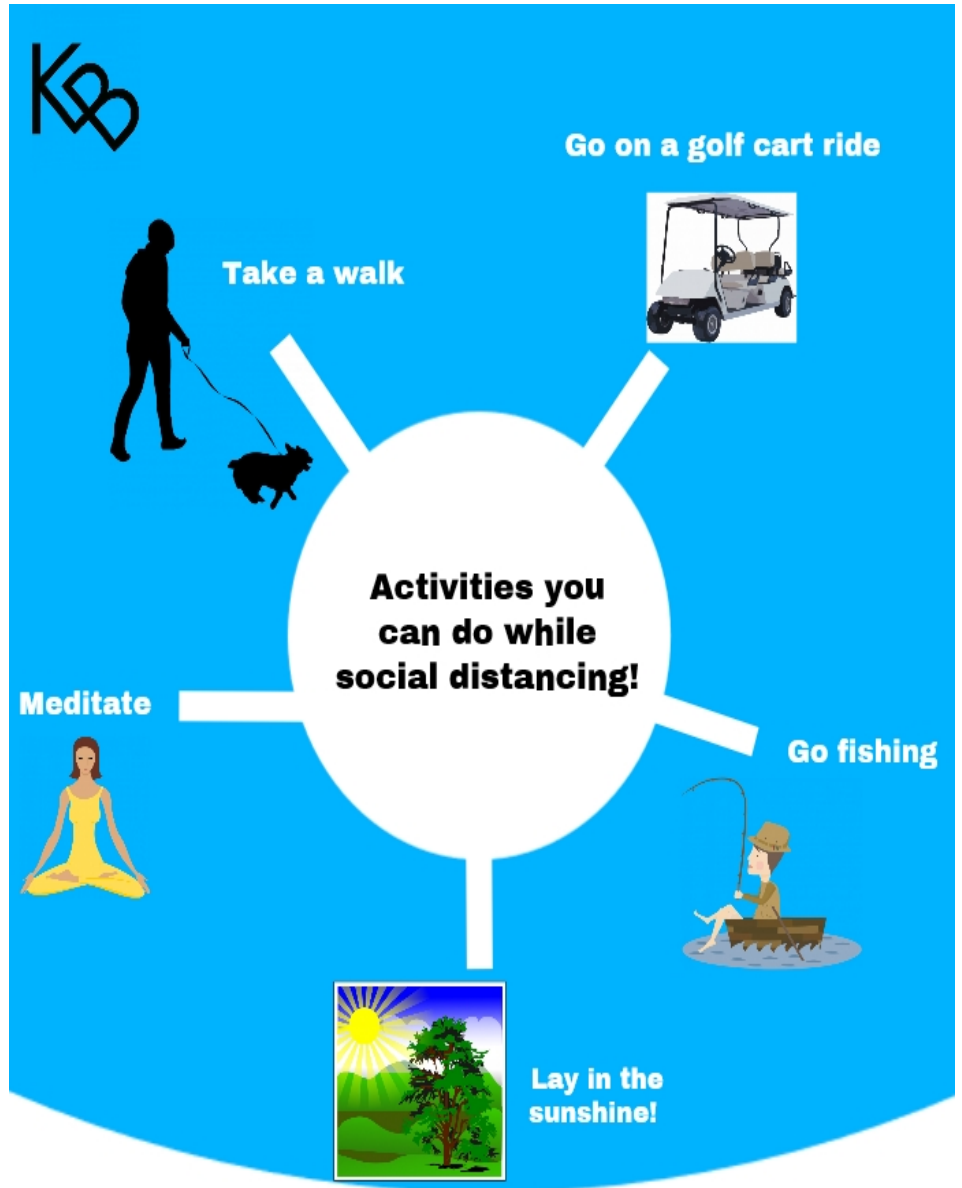 KB
Go on a golf cart ride
Take a walk
Activities you
can do while
social distancing!
Meditate
Go fishing
Lay in the
sunshine!